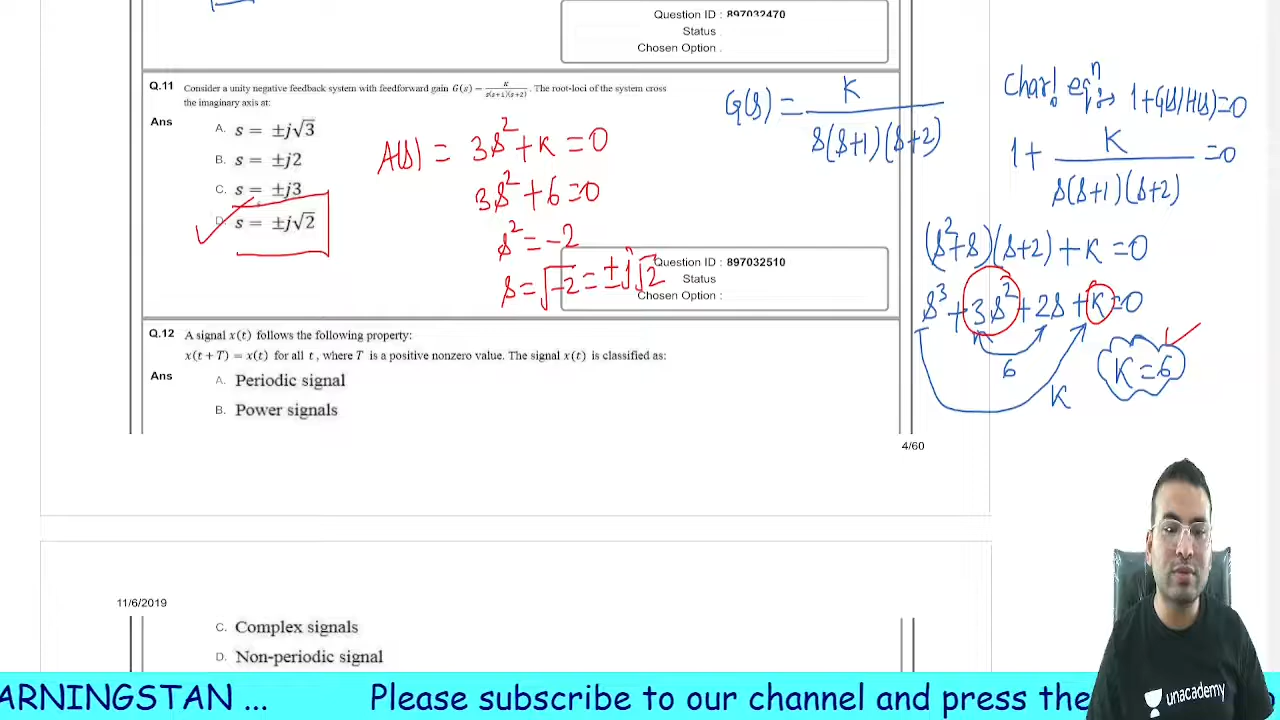 Question ID : 897032470
Status
Chosen Option .
Q.11 Consider a unity negative feedback system with feedforward gain G(s) = K/s(s+1)(s+2). The root-loci of the system cross
the imaginary axis at:
Ans
A. s = ±j√3
B. s = ±j2
C. s = ±j3
D. s = ±j√2
Question ID : 897032510
Status
Chosen Option :
A(s) = 3s² + K = 0
3s² + 6 = 0
s² = -2
s = √-2 = ±j√2
G(s) = K/s(s+1)(s+2)
Char! eqⁿ 1+G(s)H(s)=0
1 + K/s(s+1)(s+2) = 0
(s²+s)(s+2) + K = 0
s³ + 3s² + 2s + K = 0
6
K
K = 6
Q.12 A signal x(t) follows the following property:
x(t + T) = x(t) for all t , where T is a positive nonzero value. The signal x(t) is classified as:
Ans
A. Periodic signal
B. Power signals
4/60
11/6/2019
C. Complex signals
D. Non-periodic signal
unacademy
ARNINGSTAN ... Please subscribe to our channel and press the